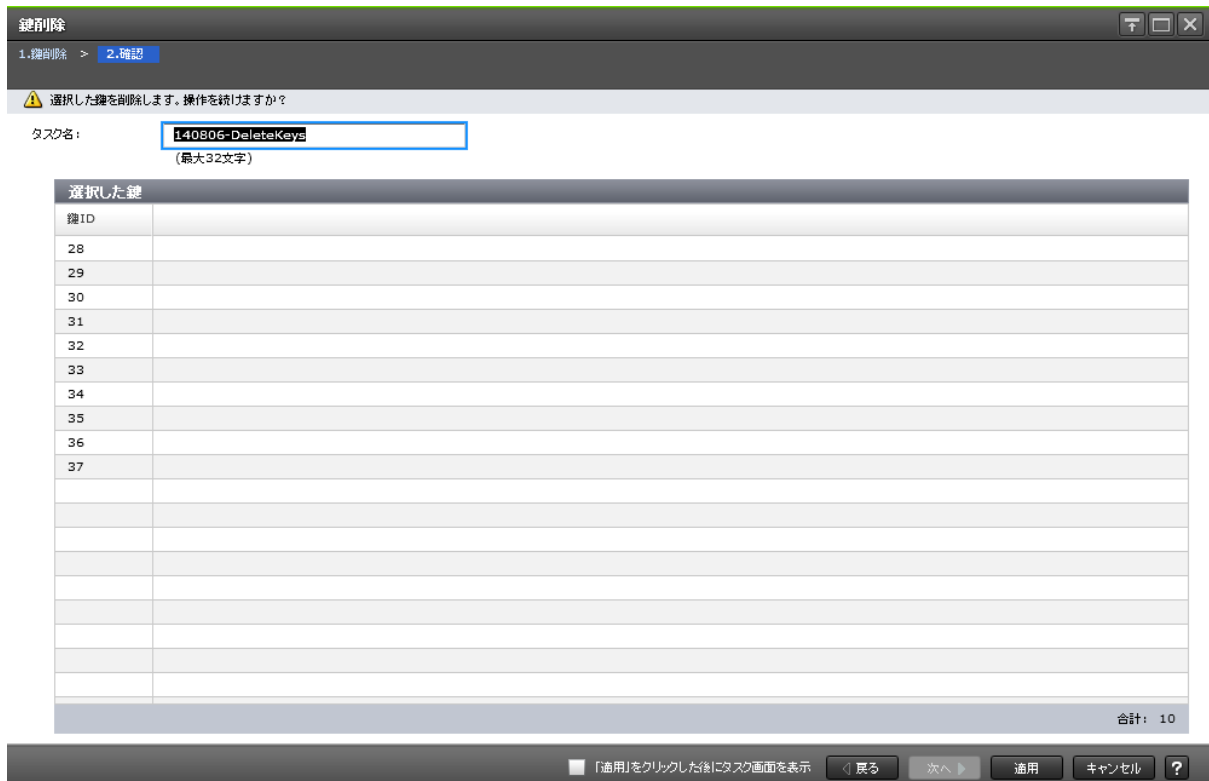 鍵削除
1.鍵削除 > 2.確認
選択した鍵を削除します。操作を続けますか?
タスク名: 140806-DeleteKeys
(最大32文字)
選択した鍵
鍵ID
28
29
30
31
32
33
34
35
36
37
合計: 10
「適用」をクリックした後にタスク画面を表示 戻る 次へ 適用 キャンセル ?